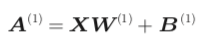 𝑨⁽¹⁾ = 𝑿𝑾⁽¹⁾ + 𝑩⁽¹⁾